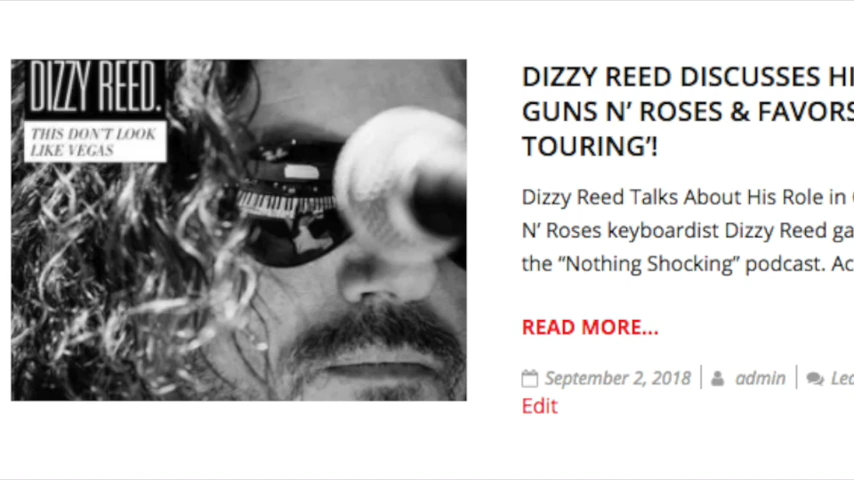 DIZZY REED.
THIS DON'T LOOK
LIKE VEGAS
DIZZY REED DISCUSSES HI
GUNS N' ROSES & FAVORS
TOURING'!
Dizzy Reed Talks About His Role in
N' Roses keyboardist Dizzy Reed ga
the “Nothing Shocking” podcast. Ac
READ MORE...
September 2, 2018 | admin | Lea
Edit